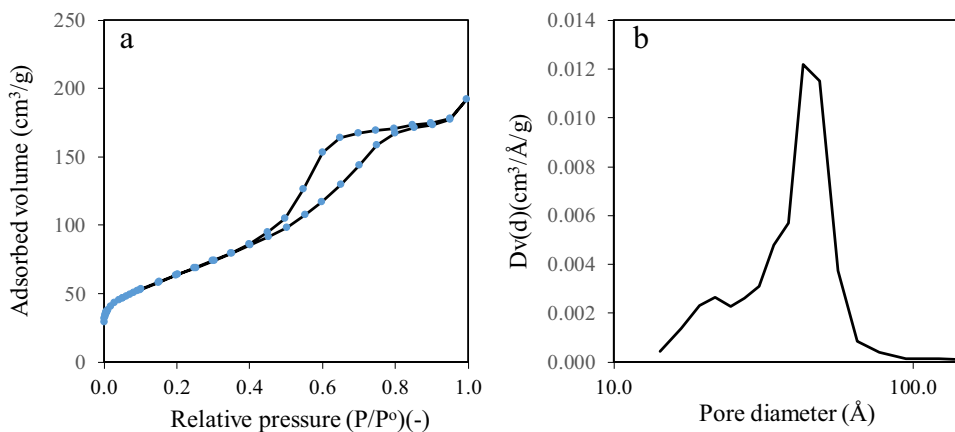 a
250
200
150
100
50
0
0.0 0.2 0.4 0.6 0.8 1.0
Adsorbed volume (cm³/g)
Relative pressure (P/Pᵒ)(-)
b
0.014
0.012
0.010
0.008
0.006
0.004
0.002
0.000
10.0 100.0
Dv(d)(cm³/Å/g)
Pore diameter (Å)